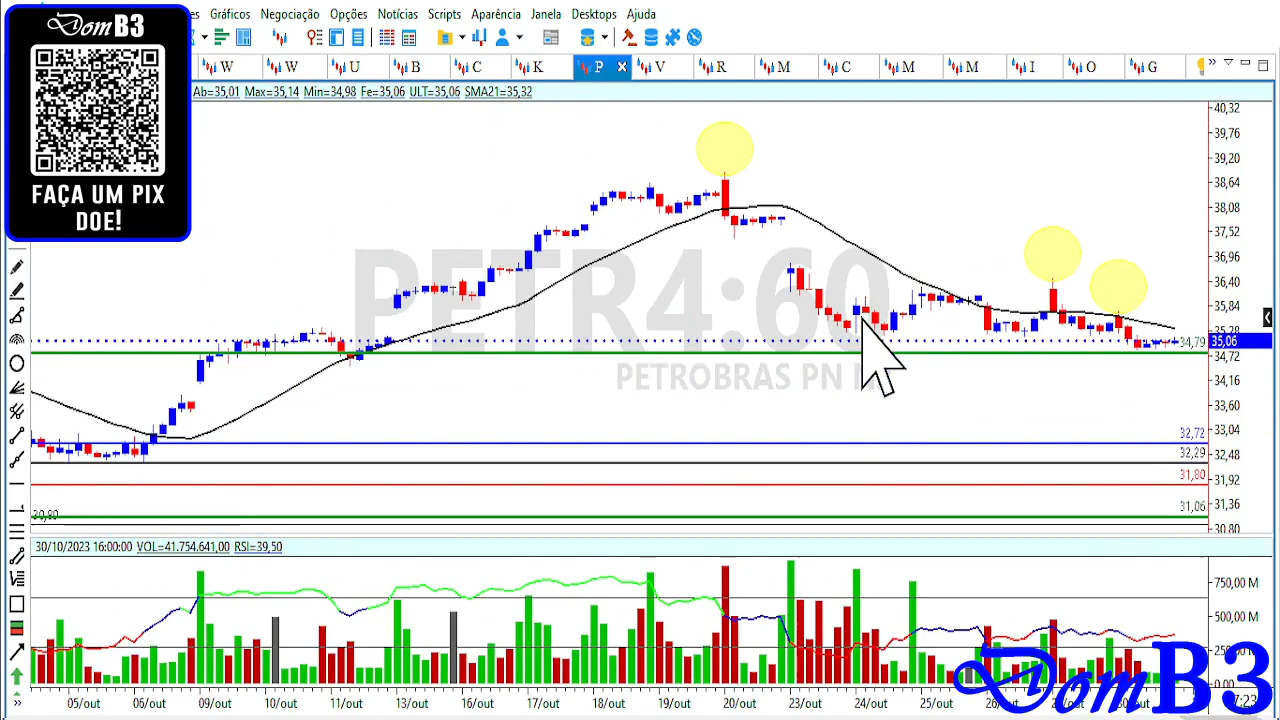 Dom B3
FAÇA UM PIX
DOE!
Gráficos Negociação Opções Notícias Scripts Aparência Janela Desktops Ajuda
W W U B C K P V R M C M M I O G
Ab=35,01 Max=35,14 Min=34,98 Fe=35,06 ULT=35,06 SMA21=35,32
PETR4:60
PETROBRAS PN
40,32
39,76
39,20
38,64
38,08
37,52
36,96
36,40
35,84
35,28
34,79
35,06
34,72
34,16
33,60
33,04
32,72
32,48
32,29
31,92
31,80
31,36
31,06
30,80
30,80
30/10/2023 16:00:00 VOL=41.754.641,00 RSI=39,50
750,00 M
500,00 M
0,00
05/out 06/out 09/out 10/out 11/out 13/out 16/out 17/out 18/out 19/out 20/out 23/out 24/out 25/out 26/out
Dom B3